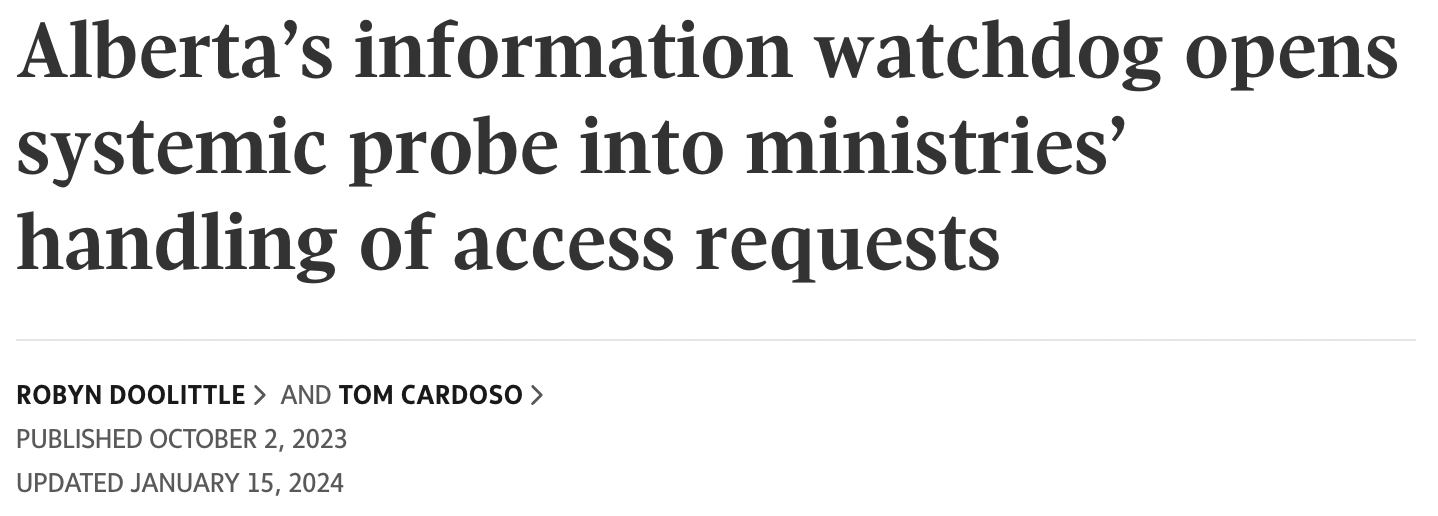 Alberta’s information watchdog opens
systemic probe into ministries’
handling of access requests
ROBYN DOOLITTLE > AND TOM CARDOSO >
PUBLISHED OCTOBER 2, 2023
UPDATED JANUARY 15, 2024